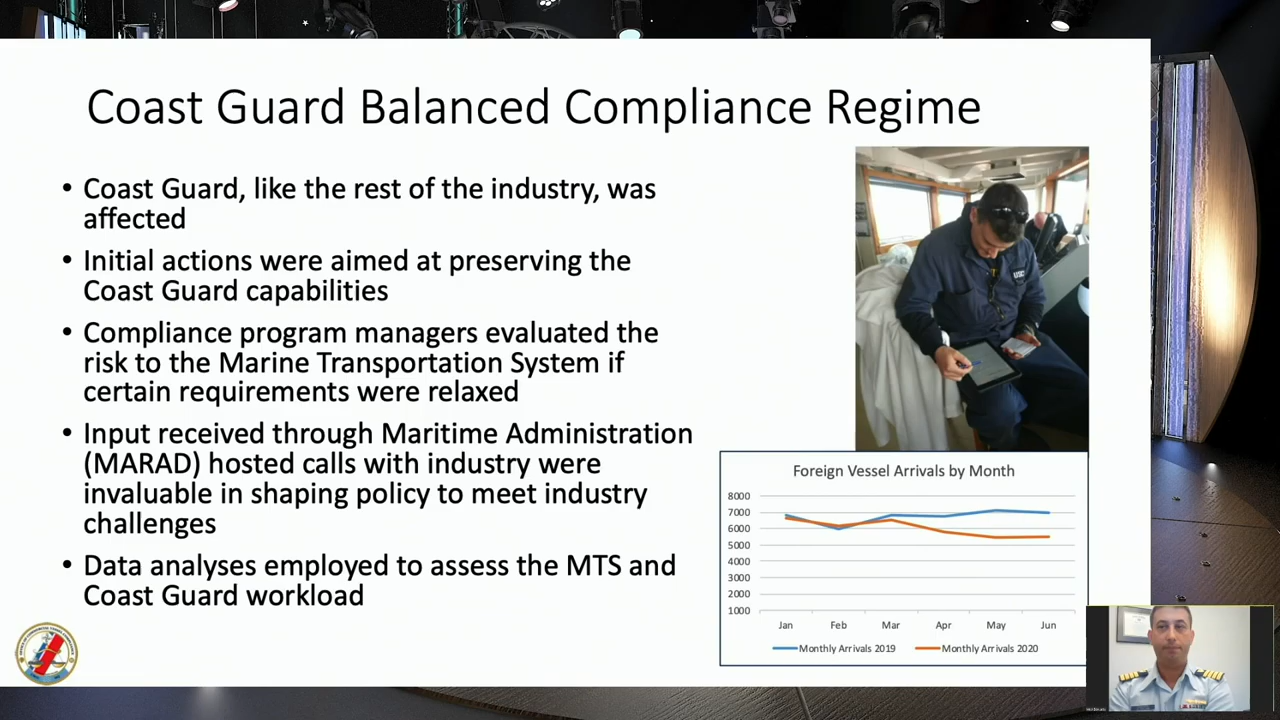 Coast Guard Balanced Compliance Regime
• Coast Guard, like the rest of the industry, was
affected
• Initial actions were aimed at preserving the
Coast Guard capabilities
• Compliance program managers evaluated the
risk to the Marine Transportation System if
certain requirements were relaxed
• Input received through Maritime Administration
(MARAD) hosted calls with industry were
invaluable in shaping policy to meet industry
challenges
• Data analyses employed to assess the MTS and
Coast Guard workload
Foreign Vessel Arrivals by Month
8000
7000
6000
5000
4000
3000
2000
1000
Jan Feb Mar Apr May Jun
Monthly Arrivals 2019 Monthly Arrivals 2020